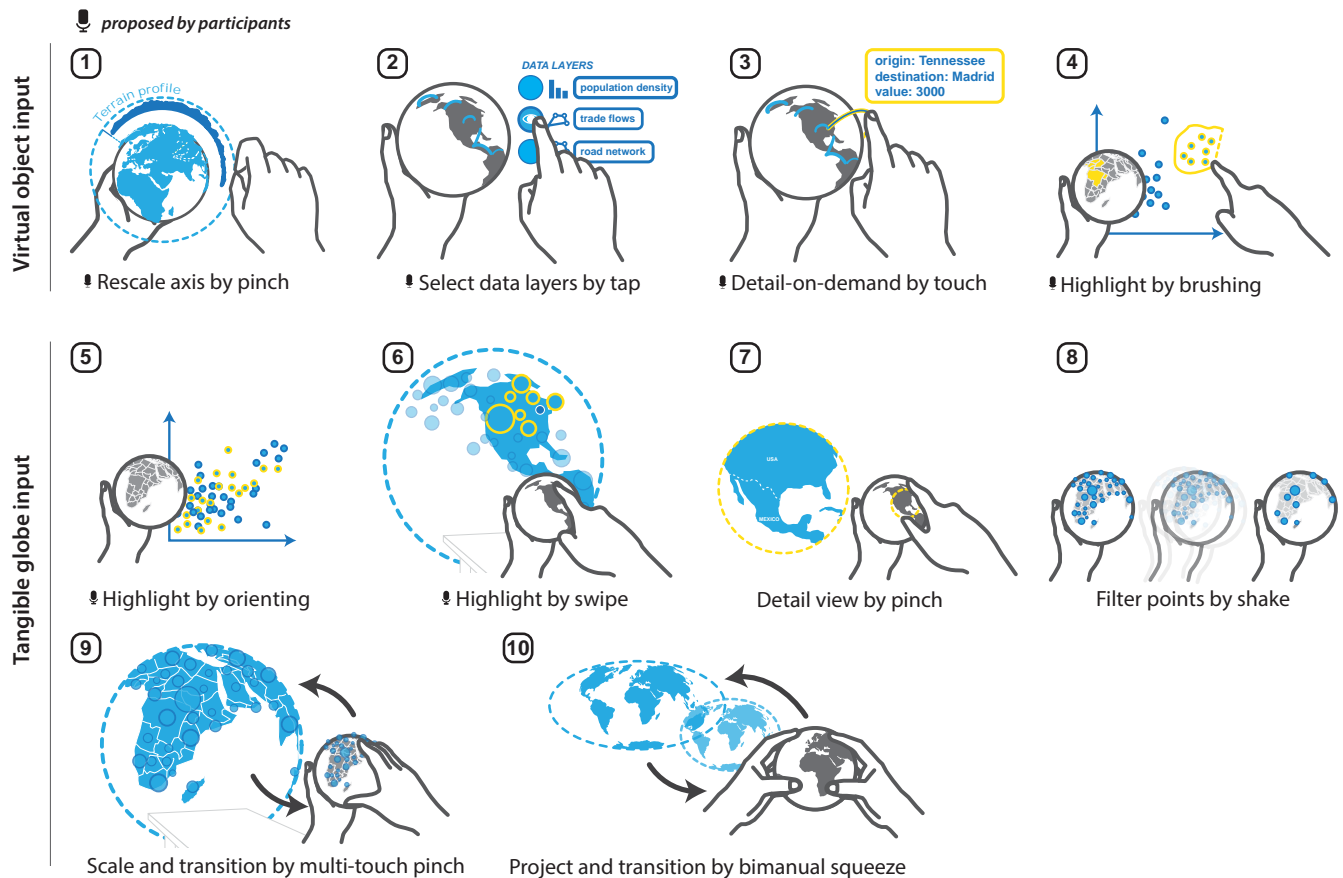 proposed by participants
Virtual object input
1
Terrain profile
Rescale axis by pinch
2
DATA LAYERS
population density
trade flows
road network
Select data layers by tap
3
origin: Tennessee
destination: Madrid
value: 3000
Detail-on-demand by touch
4
Highlight by brushing
Tangible globe input
5
Highlight by orienting
6
Highlight by swipe
7
USA
MEXICO
Detail view by pinch
8
Filter points by shake
9
Scale and transition by multi-touch pinch
10
Project and transition by bimanual squeeze